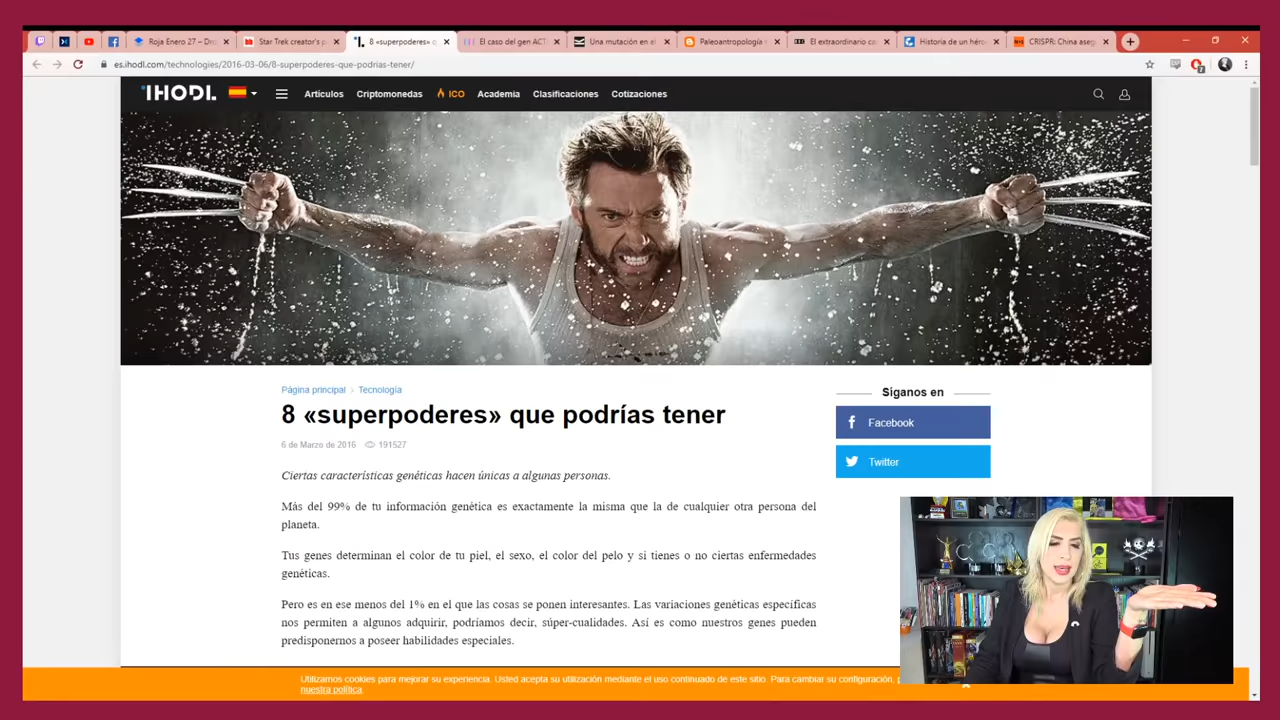 Roja Enero 27 – Dro
Star Trek creator's p
8 «superpoderes» q
El caso del gen ACT
Una mutación en el
Paleoantropología
El extraordinario ca
Historia de un héro
CRISPR: China aseg
es.ihodl.com/technologies/2016-03-06/8-superpoderes-que-podrias-tener/
IHODL
Artículos
Criptomonedas
ICO
Academia
Clasificaciones
Cotizaciones
Página principal
Tecnología
8 «superpoderes» que podrías tener
6 de Marzo de 2016
191527
Síganos en
Facebook
Twitter
Ciertas características genéticas hacen únicas a algunas personas.
Más del 99% de tu información genética es exactamente la misma que la de cualquier otra persona del
planeta.
Tus genes determinan el color de tu piel, el sexo, el color del pelo y si tienes o no ciertas enfermedades
genéticas.
Pero es en ese menos del 1% en el que las cosas se ponen interesantes. Las variaciones genéticas específicas
nos permiten a algunos adquirir, podríamos decir, súper-cualidades. Así es como nuestros genes pueden
predisponernos a poseer habilidades especiales.
Utilizamos cookies para mejorar su experiencia. Usted acepta su utilización mediante el uso continuado de este sitio. Para cambiar su configuración,
nuestra política